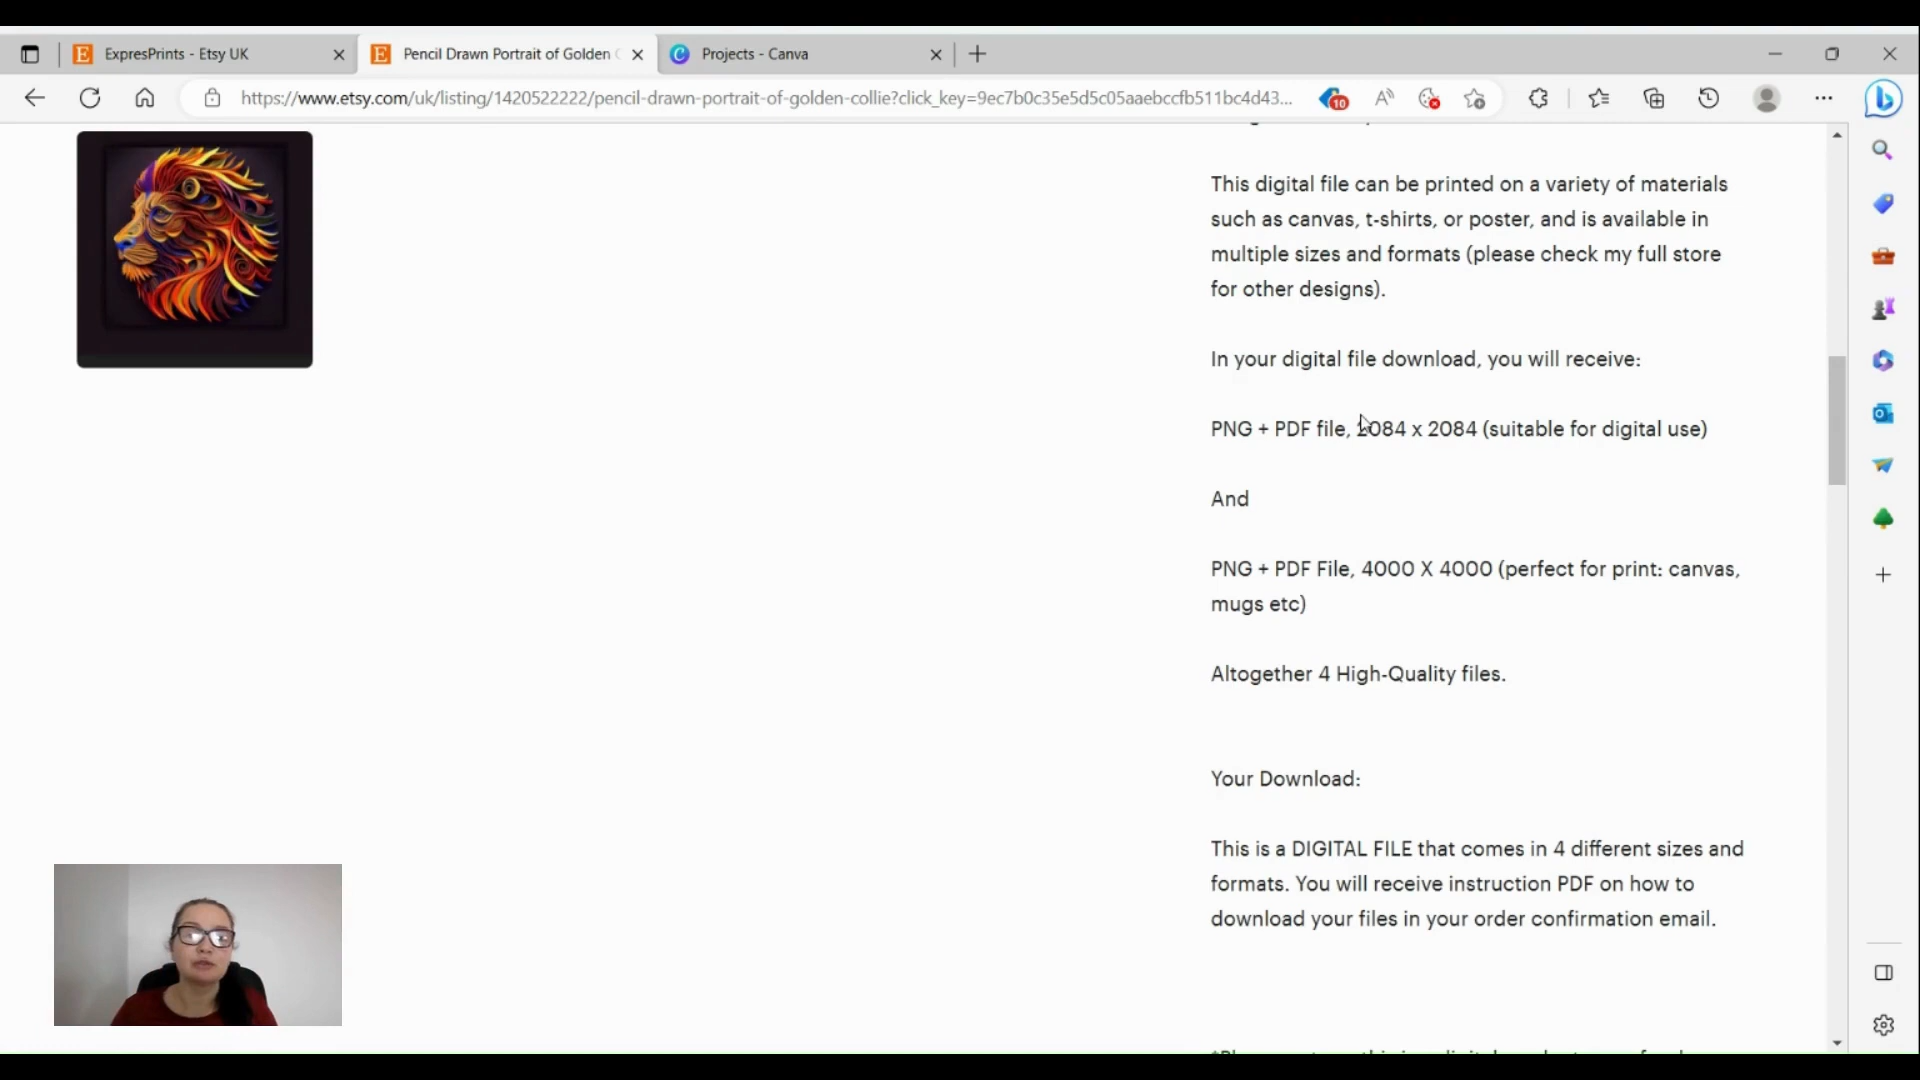 ExpresPrints - Etsy UK
Pencil Drawn Portrait of Golden
Projects - Canva
https://www.etsy.com/uk/listing/1420522222/pencil-drawn-portrait-of-golden-collie?click_key=9ec7b0c35e5d5c05aaebccfb511bc4d43...
10
This digital file can be printed on a variety of materials
such as canvas, t-shirts, or poster, and is available in
multiple sizes and formats (please check my full store
for other designs).
In your digital file download, you will receive:
PNG + PDF file, 2084 x 2084 (suitable for digital use)
And
PNG + PDF File, 4000 X 4000 (perfect for print: canvas,
mugs etc)
Altogether 4 High-Quality files.
Your Download:
This is a DIGITAL FILE that comes in 4 different sizes and
formats. You will receive instruction PDF on how to
download your files in your order confirmation email.